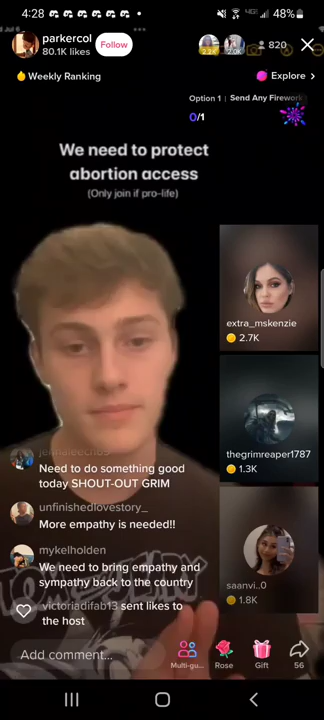 4:28
48%
parkercol
80.1K likes
Follow
820
Weekly Ranking
Explore >
Option 1 | Send Any Firework
0/1
We need to protect
abortion access
(Only join if pro-life)
extra_mskenzie
2.7K
thegrimreaper1787
1.3K
saanvi..0
1.8K
Need to do something good
today SHOUT-OUT GRIM
unfinishedlovestory_
More empathy is needed!!
mykelholden
We need to bring empathy and
sympathy back to the country
victoriadifab13 sent likes to
the host
Add comment...
Multi-gu...
Rose
Gift
56